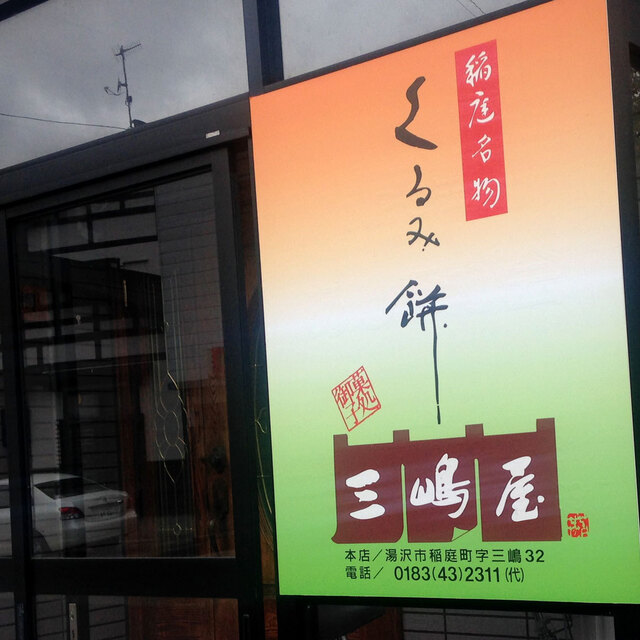 稲庭名物
くるみ餅
御菓子処
三嶋屋
本店/湯沢市稲庭町字三嶋32
電話/ 0183(43)2311(代)